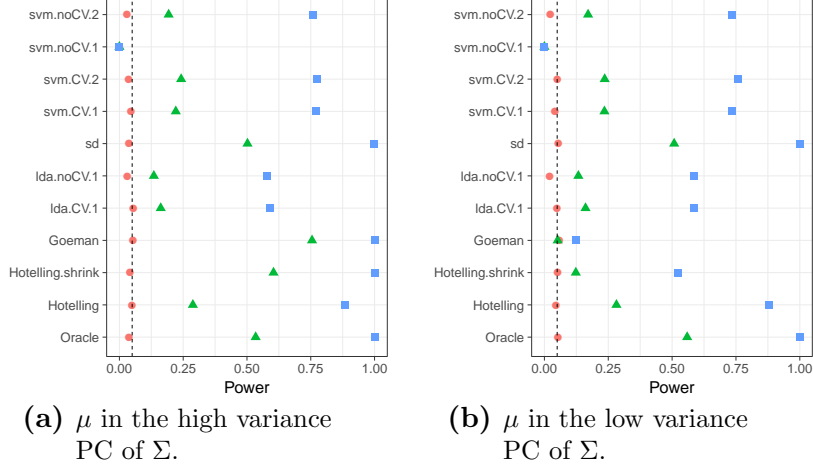 svm.noCV.2
svm.noCV.1
svm.CV.2
svm.CV.1
sd
lda.noCV.1
lda.CV.1
Goeman
Hotelling.shrink
Hotelling
Oracle
0.00 0.25 0.50 0.75 1.00
Power
(a) μ in the high variance
PC of Σ.
svm.noCV.2
svm.noCV.1
svm.CV.2
svm.CV.1
sd
lda.noCV.1
lda.CV.1
Goeman
Hotelling.shrink
Hotelling
Oracle
0.00 0.25 0.50 0.75 1.00
Power
(b) μ in the low variance
PC of Σ.